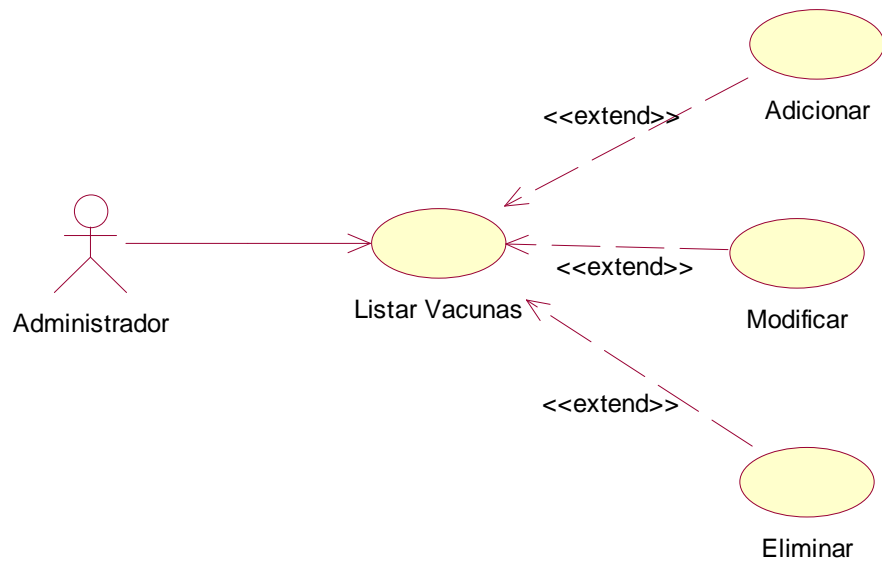 Adicionar
<<extend>>
<<extend>>
Modificar
Administrador
Listar Vacunas
<<extend>>
Eliminar